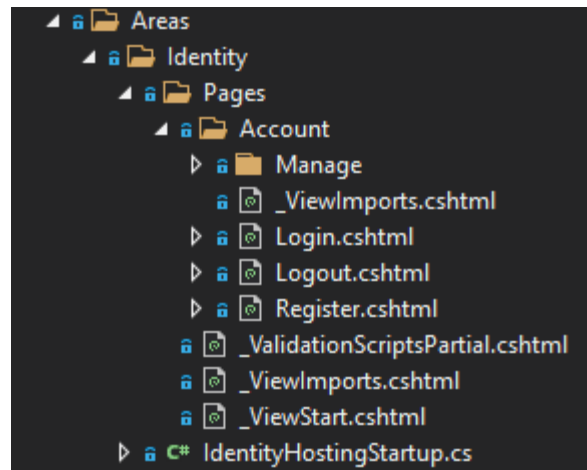 Areas
Identity
Pages
Account
Manage
_ViewImports.cshtml
Login.cshtml
Logout.cshtml
Register.cshtml
_ValidationScriptsPartial.cshtml
_ViewImports.cshtml
_ViewStart.cshtml
C# IdentityHostingStartup.cs